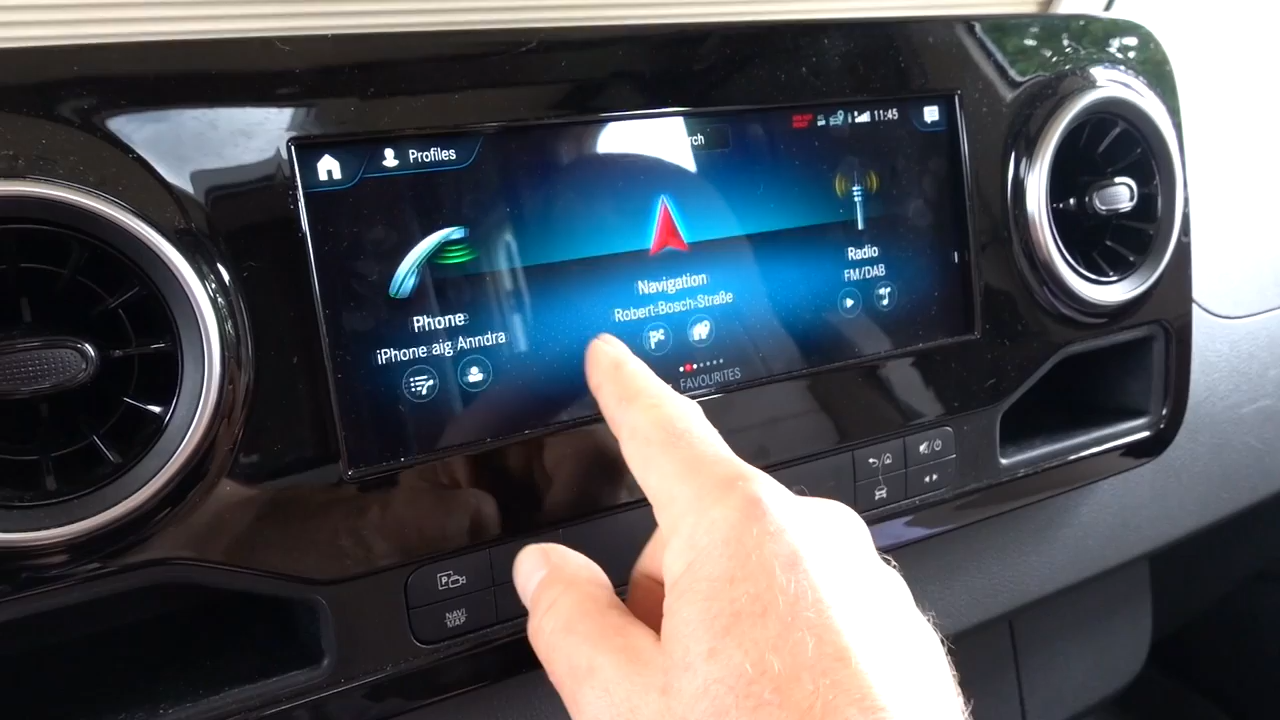 Profiles
rch
11:45
Phone
iPhone aig Anndra
Navigation
Robert-Bosch-Straße
Radio
FM/DAB
FAVOURITES
P
NAVI
MAP